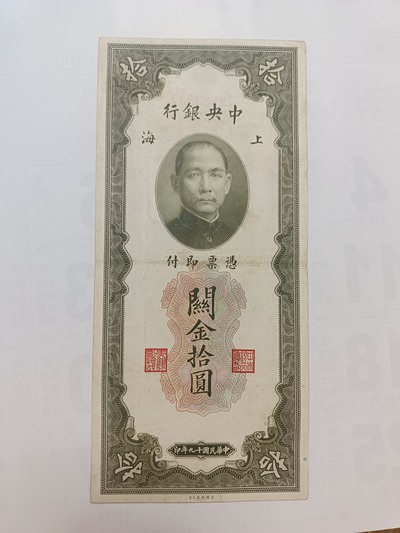 拾 拾
中央銀行
上海
憑票即付
關金拾圓
中華民國十九年印
拾 拾